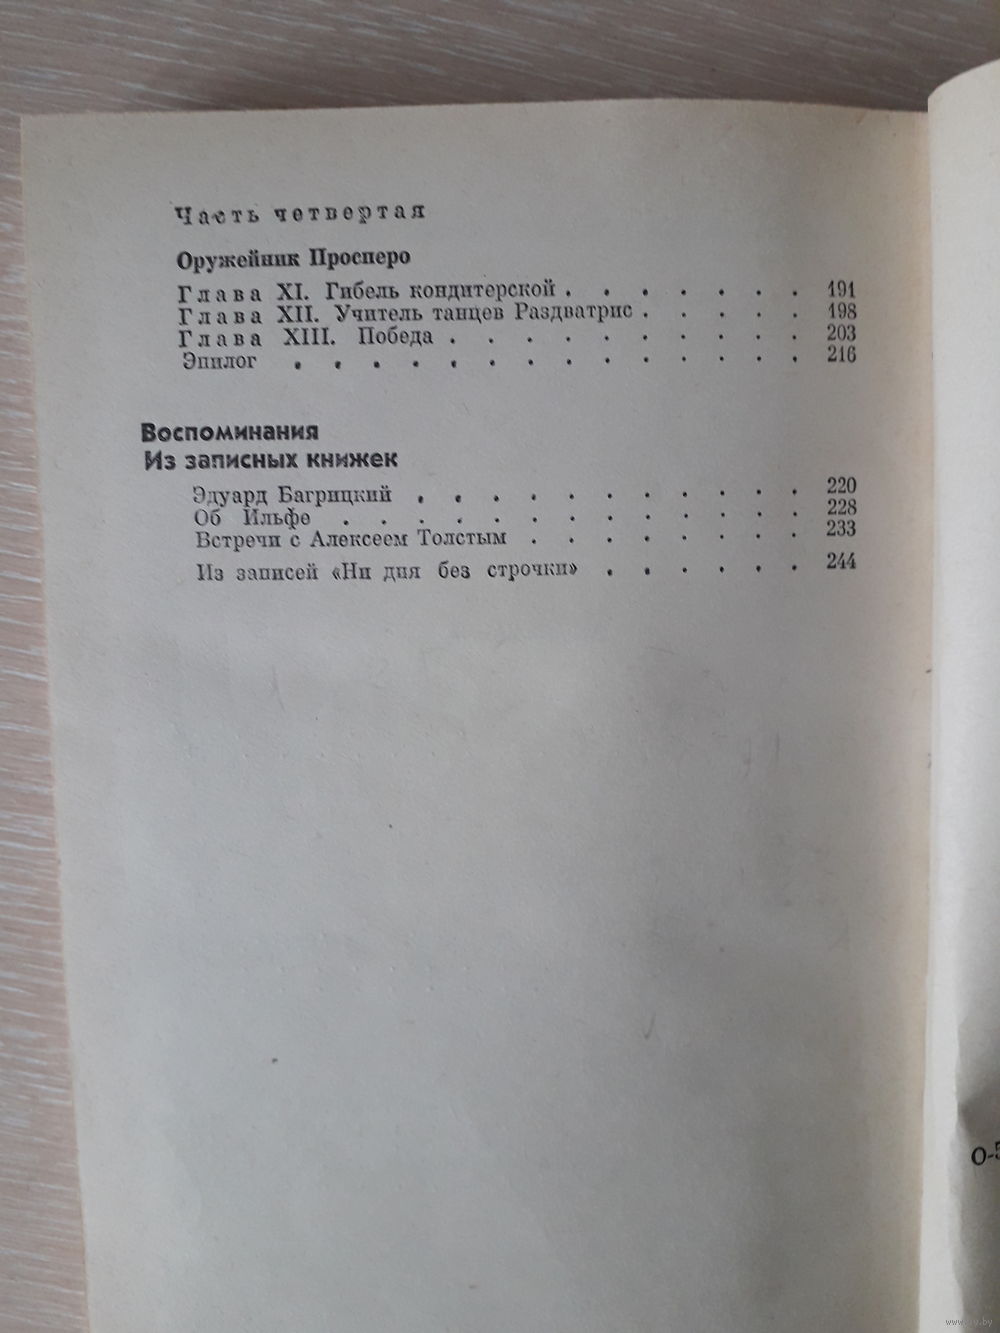 Часть четвертая
Оружейник Просперо
Глава XI. Гибель кондитерской . . . . . . . 191
Глава XII. Учитель танцев Раздватрис . . . . . 198
Глава XIII. Победа . . . . . . . . . . 203
Эпилог . . . . . . . . . . . . . . 216
Воспоминания
Из записных книжек
Эдуард Багрицкий . . . . . . . . . . . 220
Об Ильфе . . . . . . . . . . . . . 228
Встречи с Алексеем Толстым . . . . . . . . 233
Из записей «Ни дня без строчки» . . . . . . 244
О-5